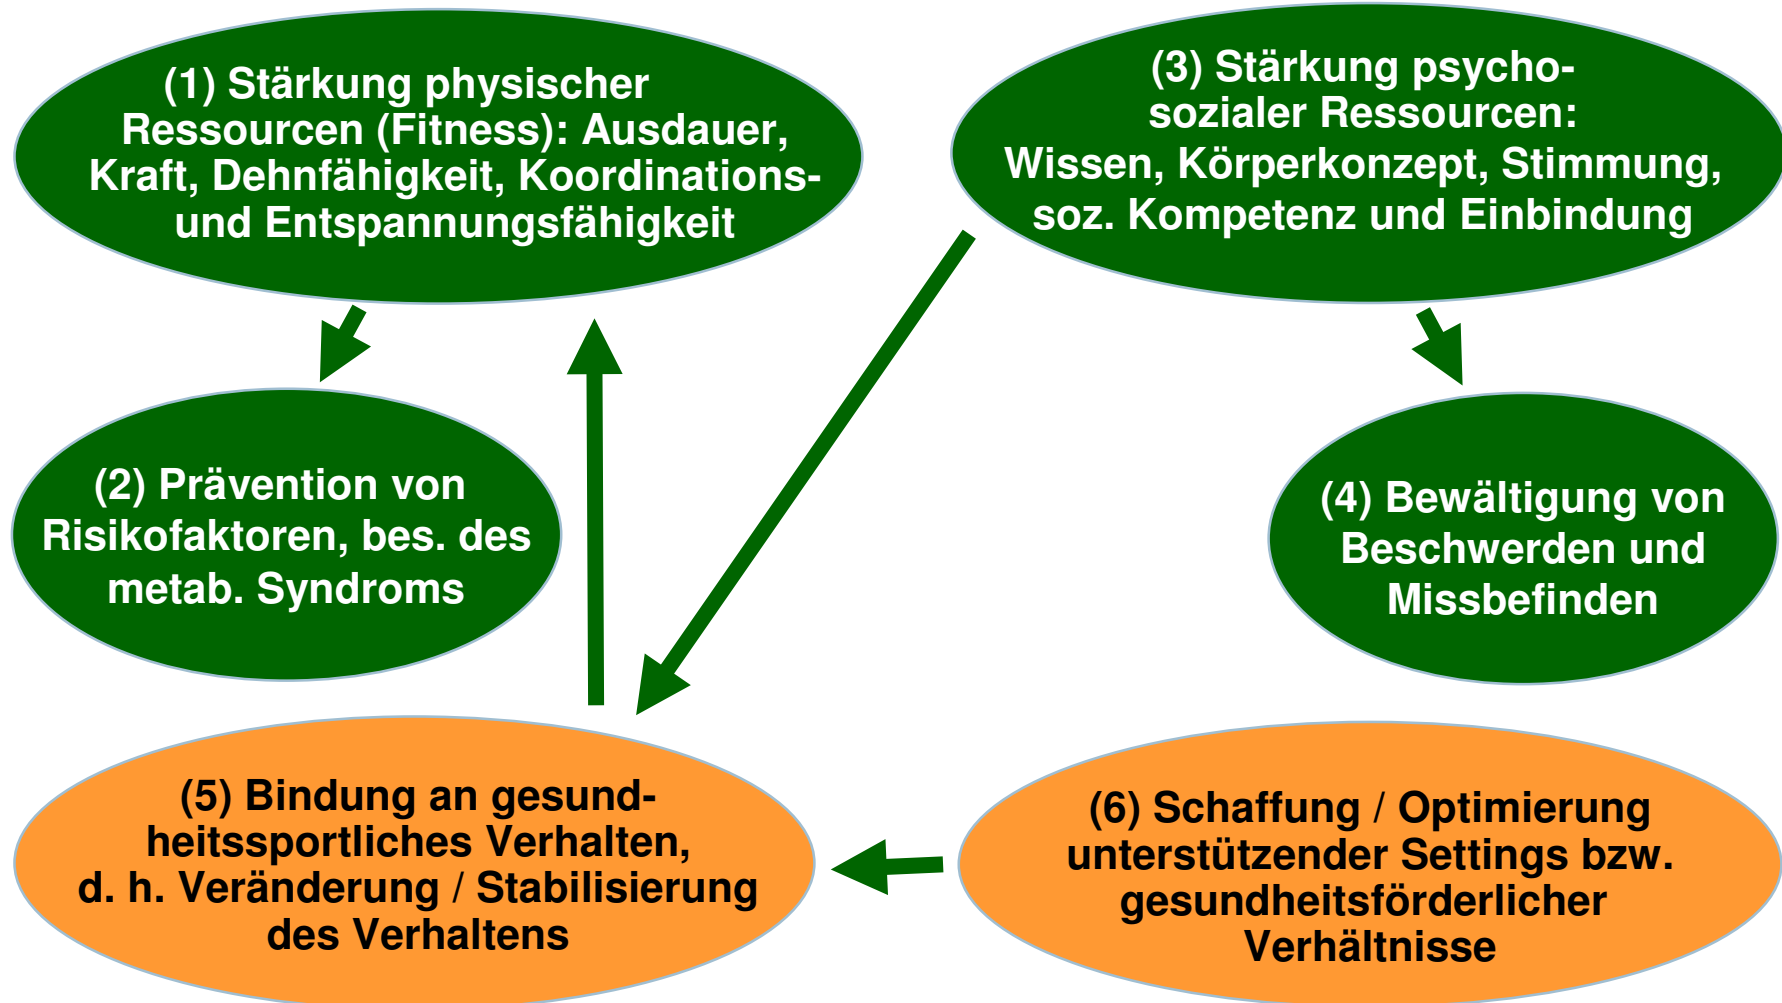 (1) Stärkung physischer
Ressourcen (Fitness): Ausdauer,
Kraft, Dehnfähigkeit, Koordinations-
und Entspannungsfähigkeit
(3) Stärkung psycho-
sozialer Ressourcen:
Wissen, Körperkonzept, Stimmung,
soz. Kompetenz und Einbindung
(2) Prävention von
Risikofaktoren, bes. des
metab. Syndroms
(4) Bewältigung von
Beschwerden und
Missbefinden
(5) Bindung an gesund-
heitssportliches Verhalten,
d. h. Veränderung / Stabilisierung
des Verhaltens
(6) Schaffung / Optimierung
unterstützender Settings bzw.
gesundheitsförderlicher
Verhältnisse